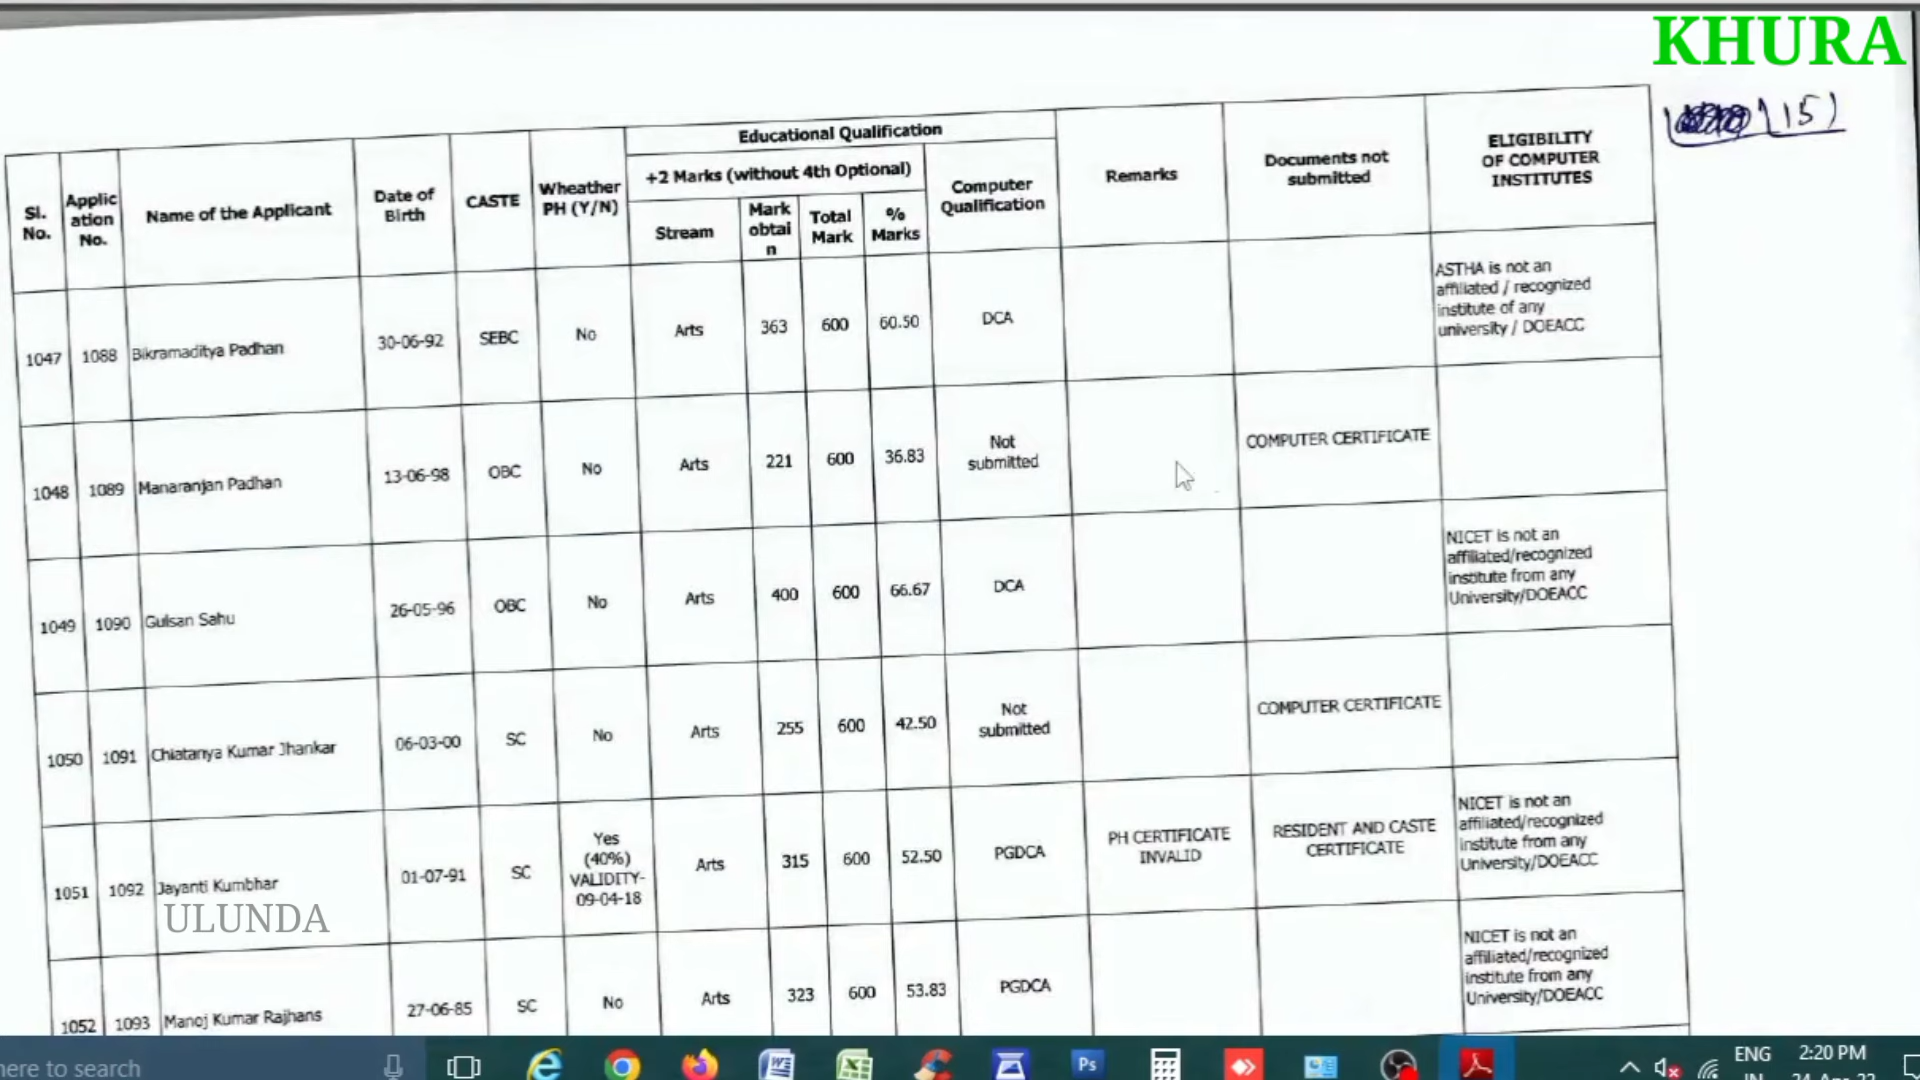 KHURA
(15)
Educational Qualification
+2 Marks (without 4th Optional)
Sl. No.
Applic ation No.
Name of the Applicant
Date of Birth
CASTE
Wheather PH (Y/N)
Stream
Mark obtai n
Total Mark
% Marks
Computer Qualification
Remarks
Documents not submitted
ELIGIBILITY OF COMPUTER INSTITUTES
1047 1088 Bikramaditya Padhan 30-06-92 SEBC No Arts 363 600 60.50 DCA
ASTHA is not an
affiliated / recognized
institute of any
university / DOEACC
1048 1089 Manaranjan Padhan 13-06-98 OBC No Arts 221 600 36.83 Not submitted COMPUTER CERTIFICATE
1049 1090 Gulsan Sahu 26-05-96 OBC No Arts 400 600 66.67 DCA
NICET is not an
affiliated/recognized
institute from any
University/DOEACC
1050 1091 Chiatanya Kumar Jhankar 06-03-00 SC No Arts 255 600 42.50 Not submitted COMPUTER CERTIFICATE
1051 1092 Jayanti Kumbhar 01-07-91 SC Yes (40%) VALIDITY- 09-04-18 Arts 315 600 52.50 PGDCA PH CERTIFICATE INVALID RESIDENT AND CASTE CERTIFICATE
NICET is not an
affiliated/recognized
institute from any
University/DOEACC
ULUNDA
1052 1093 Manoj Kumar Rajhans 27-06-85 SC No Arts 323 600 53.83 PGDCA
NICET is not an
affiliated/recognized
institute from any
University/DOEACC
here to search
Ps
ENG
2:20 PM